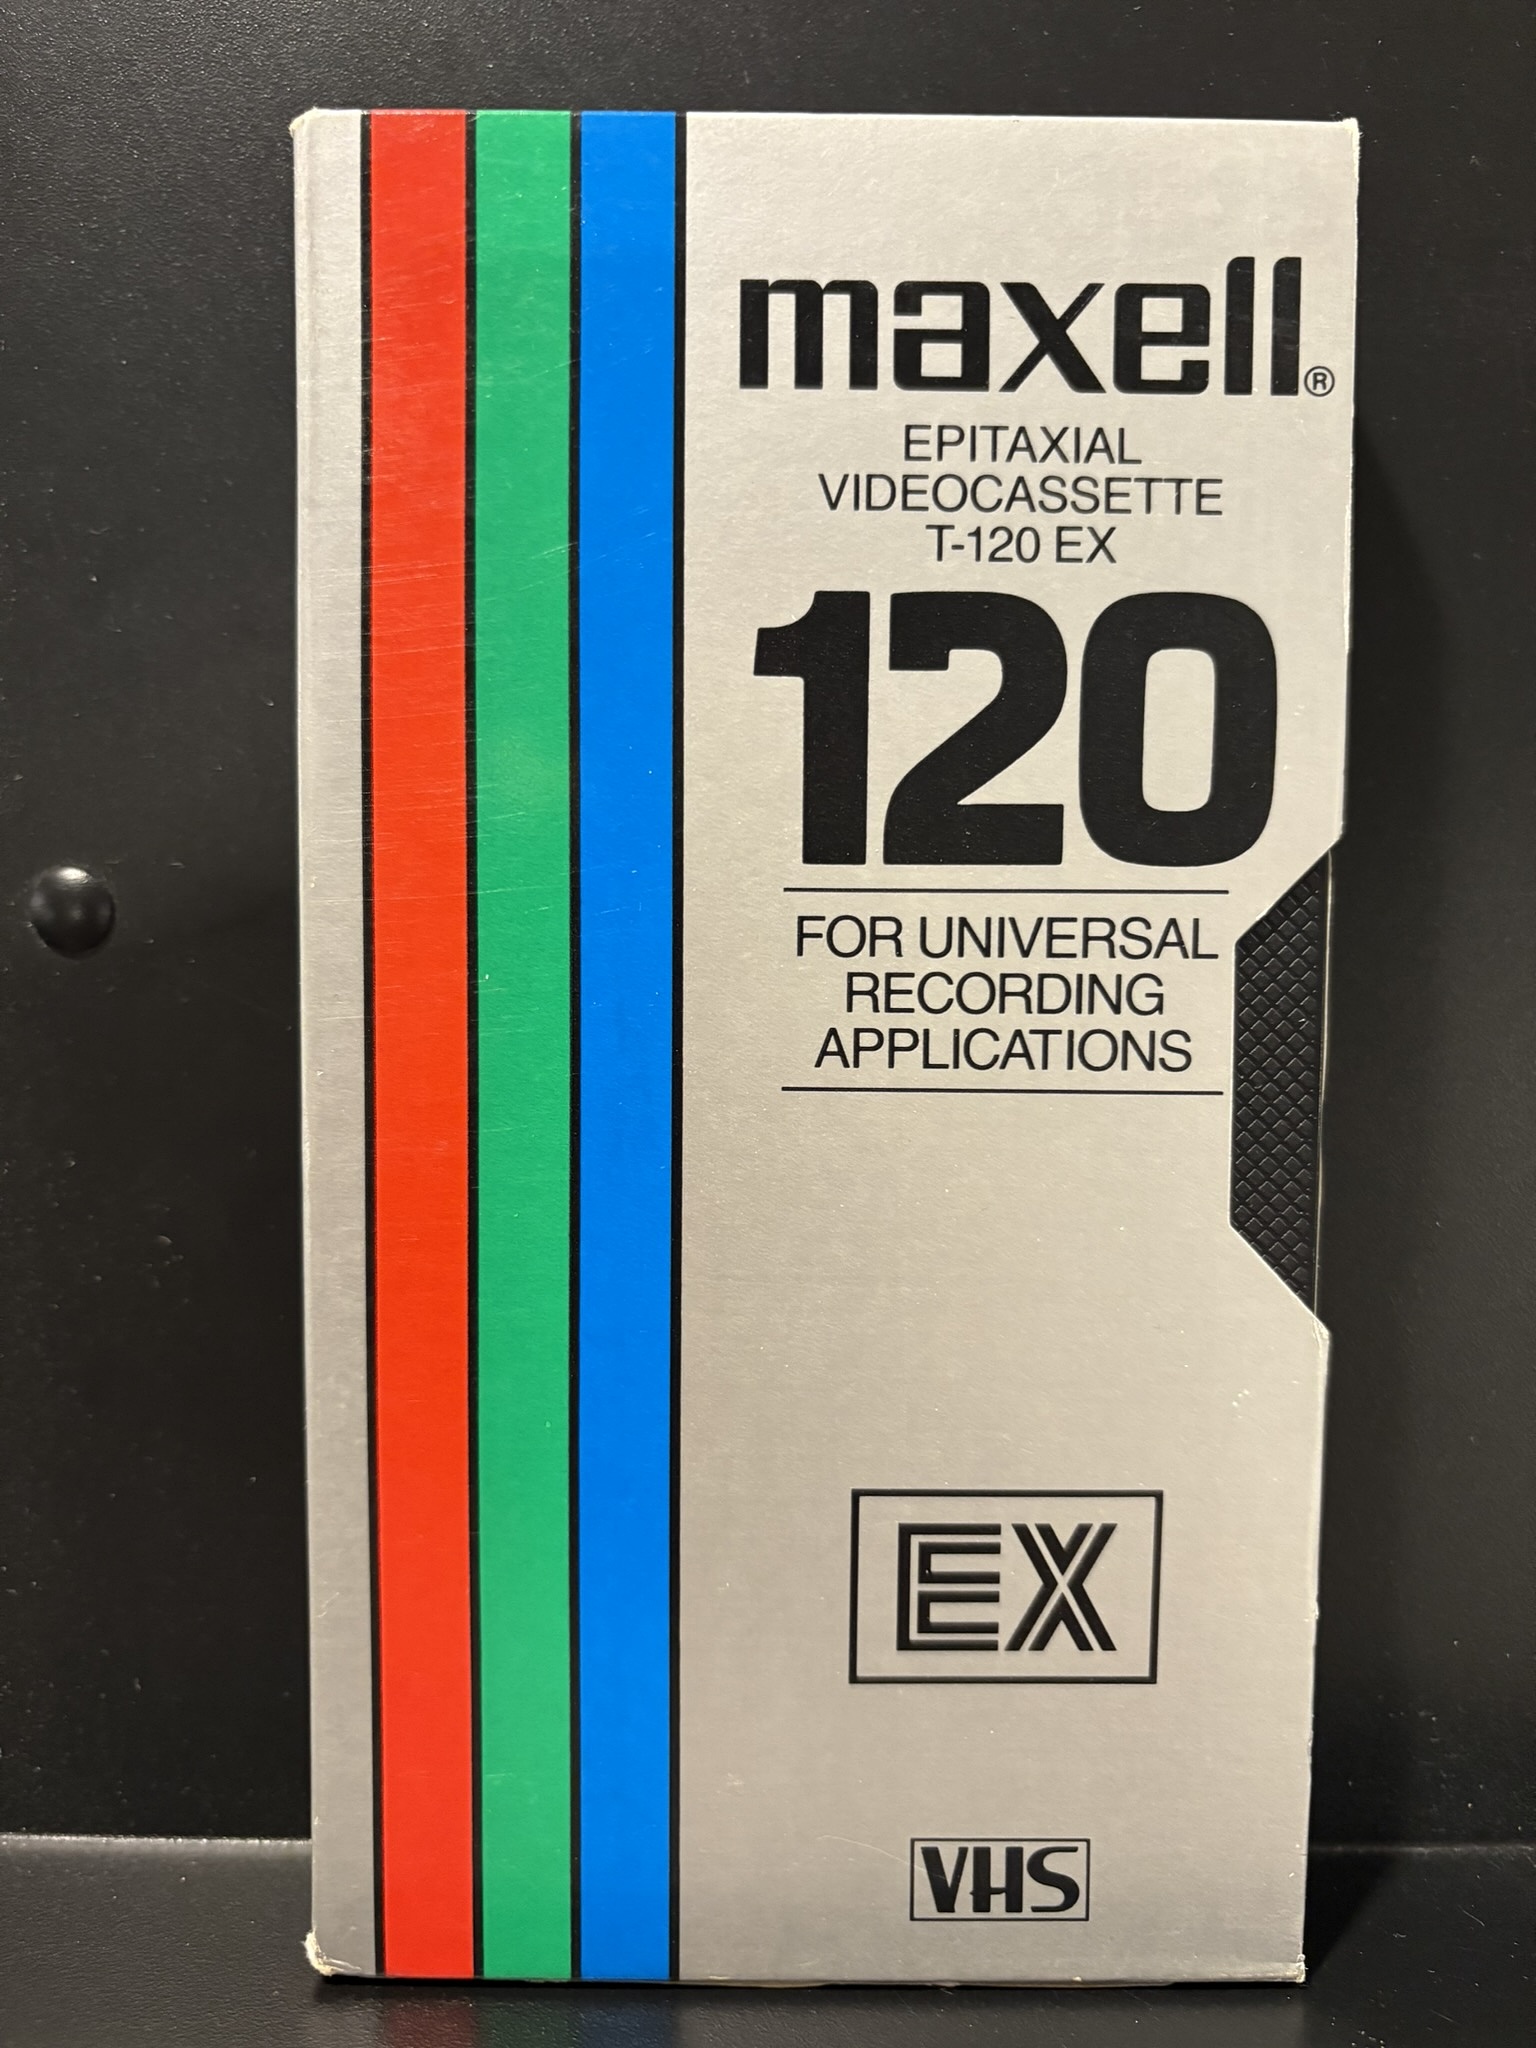 maxell®
EPITAXIAL
VIDEOCASSETTE
T-120 EX
120
FOR UNIVERSAL
RECORDING
APPLICATIONS
EX
VHS